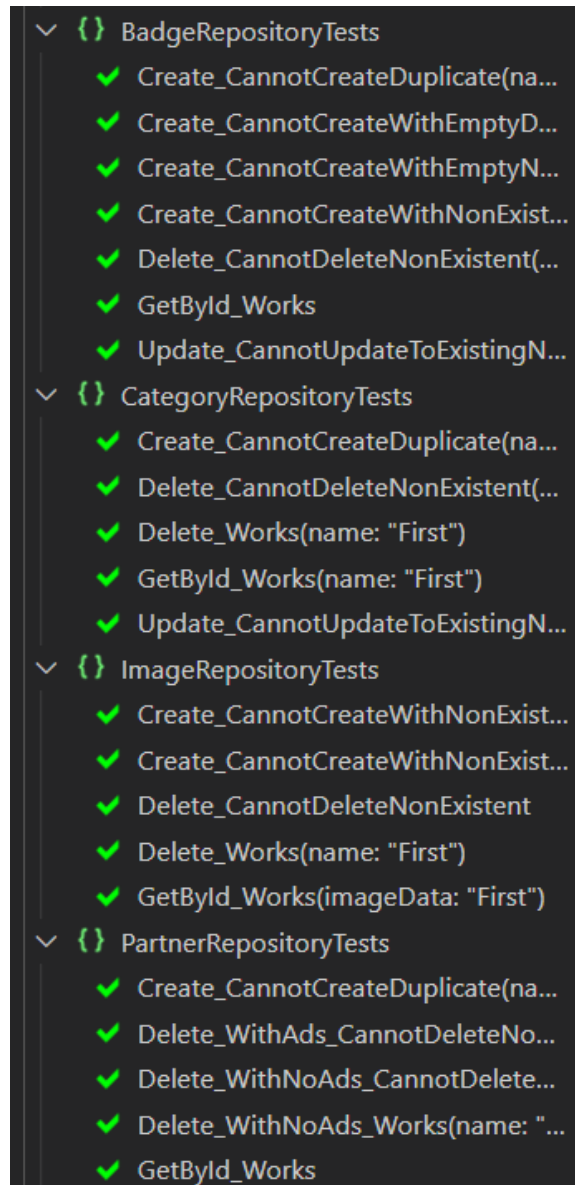 {} BadgeRepositoryTests
Create_CannotCreateDuplicate(na...
Create_CannotCreateWithEmptyD...
Create_CannotCreateWithEmptyN...
Create_CannotCreateWithNonExist...
Delete_CannotDeleteNonExistent(...
GetById_Works
Update_CannotUpdateToExistingN...
{} CategoryRepositoryTests
Create_CannotCreateDuplicate(na...
Delete_CannotDeleteNonExistent(...
Delete_Works(name: "First")
GetById_Works(name: "First")
Update_CannotUpdateToExistingN...
{} ImageRepositoryTests
Create_CannotCreateWithNonExist...
Create_CannotCreateWithNonExist...
Delete_CannotDeleteNonExistent
Delete_Works(name: "First")
GetById_Works(imageData: "First")
{} PartnerRepositoryTests
Create_CannotCreateDuplicate(na...
Delete_WithAds_CannotDeleteNo...
Delete_WithNoAds_CannotDelete...
Delete_WithNoAds_Works(name: "...
GetById_Works